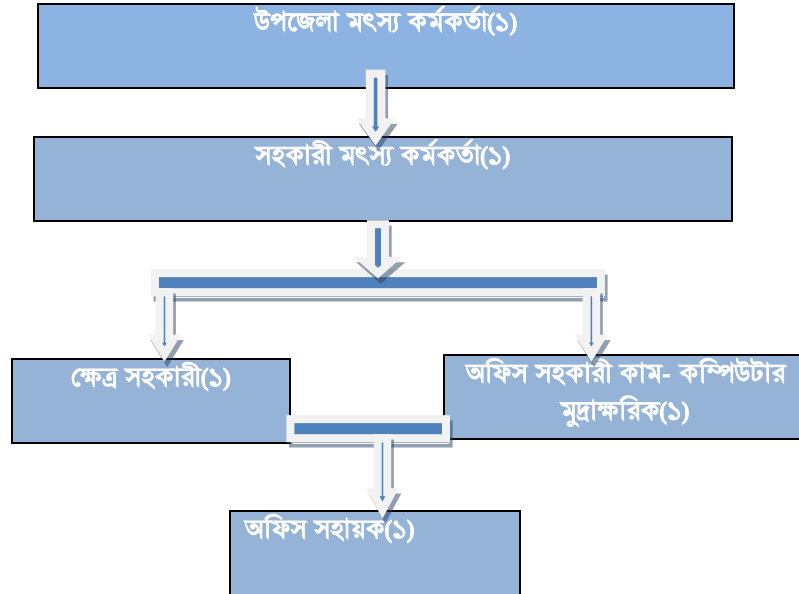 উপজেলা মৎস্য কর্মকর্তা(১)
সহকারী মৎস্য কর্মকর্তা(১)
ক্ষেত্র সহকারী(১)
অফিস সহকারী কাম- কম্পিউটার
মুদ্রাক্ষরিক(১)
অফিস সহায়ক(১)